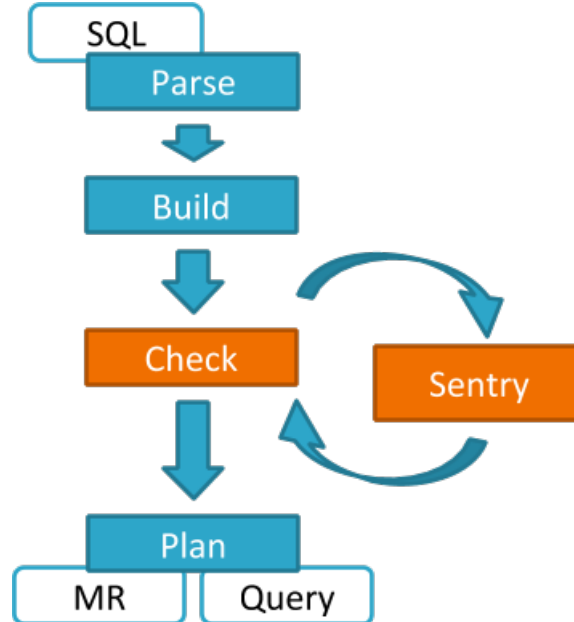 SQL
Parse
Build
Check
Sentry
Plan
MR
Query